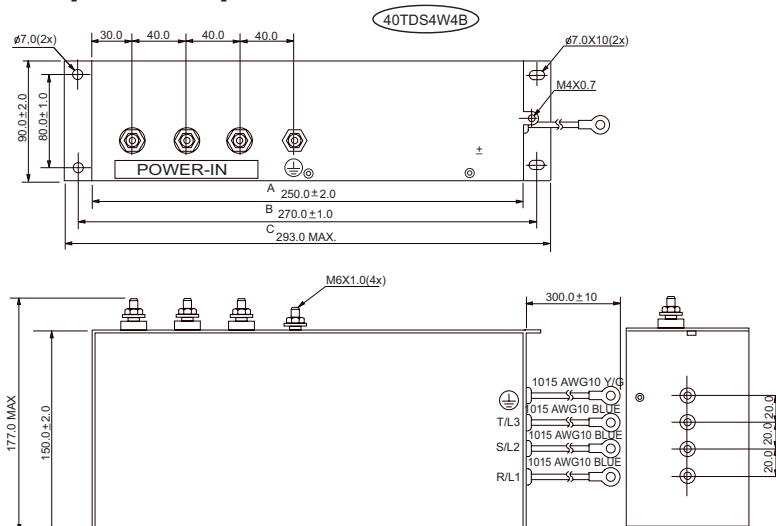 40TDS4W4B
ø7,0(2x)
30.0
40.0
40.0
40.0
ø7.0X10(2x)
M4X0.7
90.0±2.0
80.0±1.0
POWER-IN
±
A 250.0±2.0
B 270.0±1.0
C 293.0 MAX.
M6X1.0(4x)
300.0±10
177.0 MAX
150.0±2.0
1015 AWG10 Y/G
T/L3
1015 AWG10 BLUE
S/L2
1015 AWG10 BLUE
R/L1
1015 AWG10 BLUE
20.0
20.0
20.0